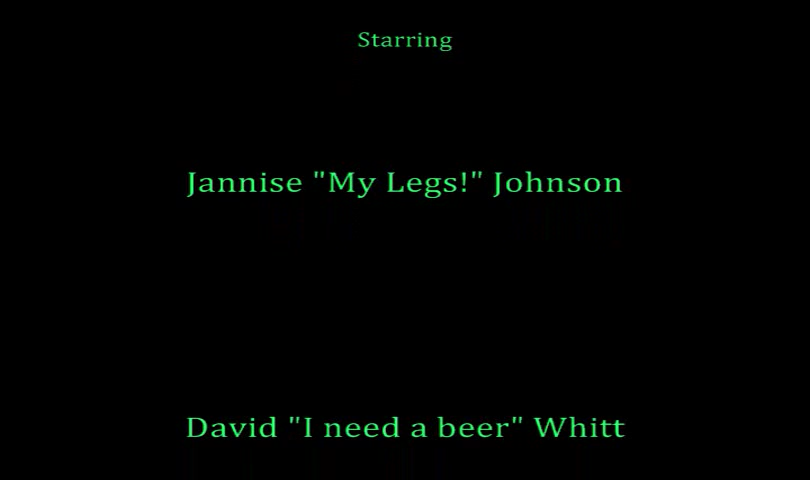 Starring
Jannise "My Legs!" Johnson
David "I need a beer" Whitt